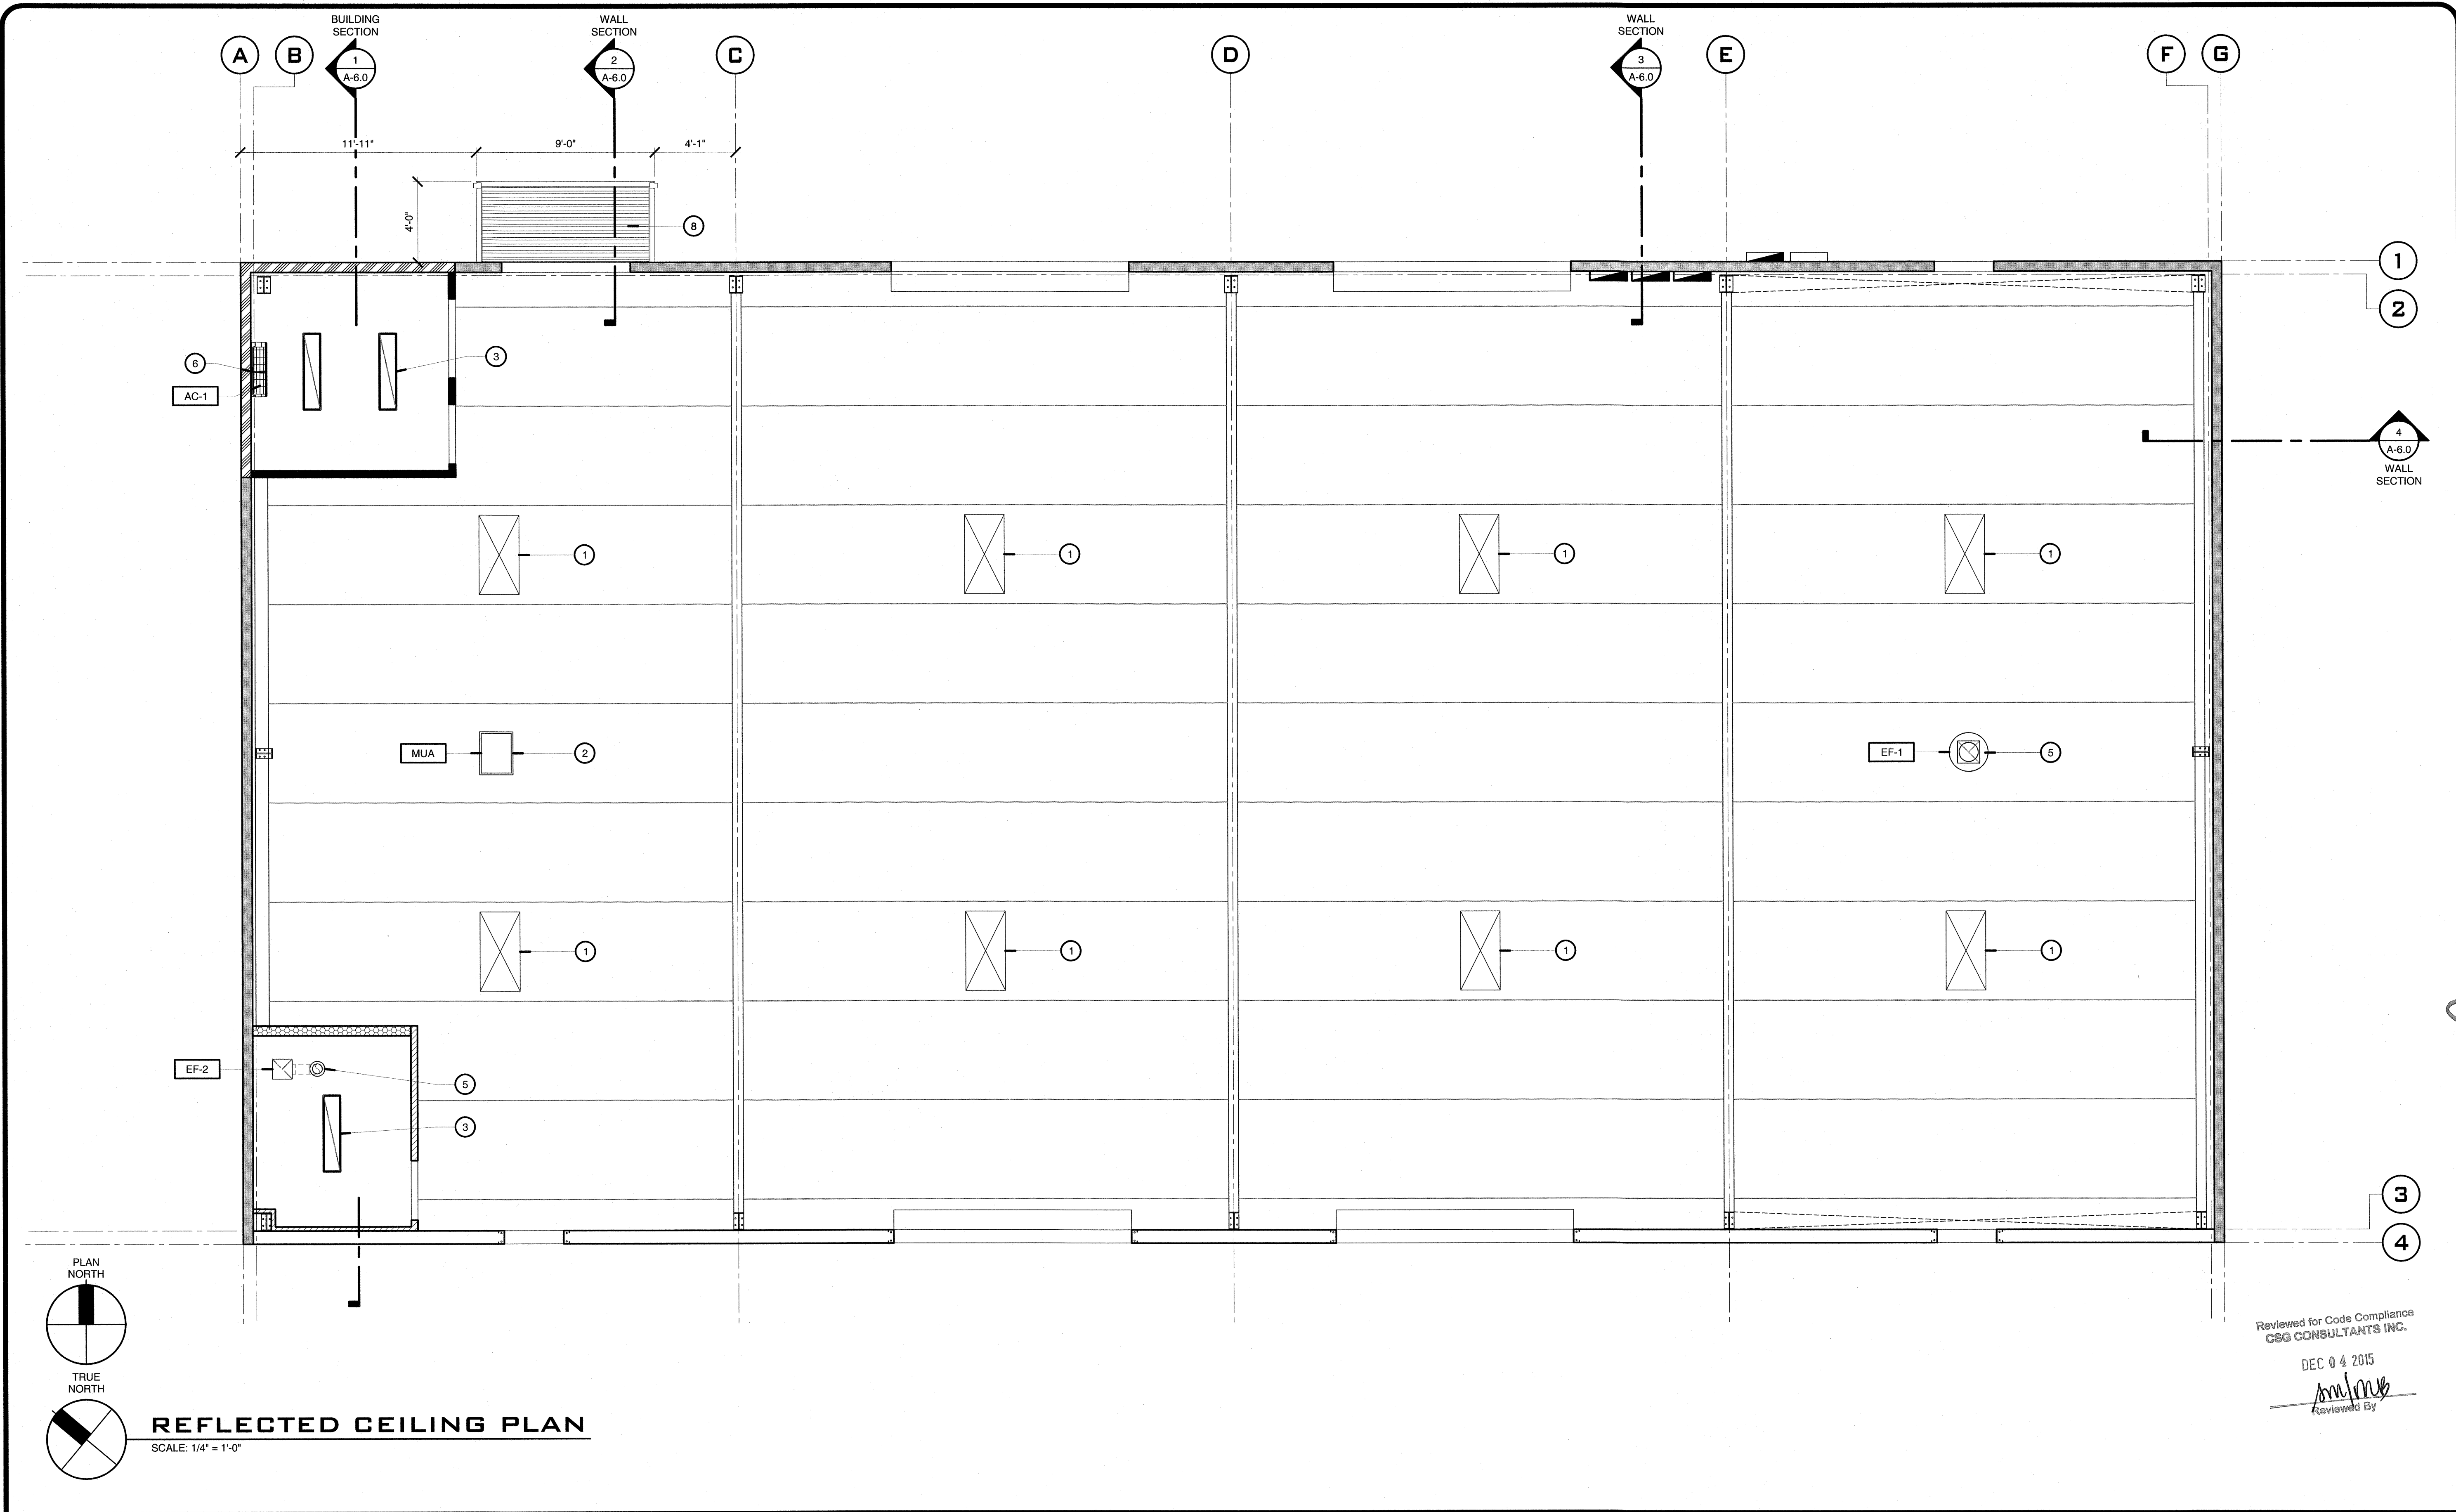 BUILDING
SECTION
WALL
SECTION
WALL
SECTION
A
B
1
A-6.0
2
A-6.0
C
D
3
A-6.0
E
F
G
11'-11"
9'-0"
4'-1"
4'-0"
8
1
2
6
3
AC-1
4
A-6.0
WALL
SECTION
1
1
1
1
MUA
2
EF-1
5
1
1
1
1
EF-2
5
3
3
4
PLAN
NORTH
TRUE
NORTH
REFLECTED CEILING PLAN
SCALE: 1/4" = 1'-0"
Reviewed for Code Compliance
CSG CONSULTANTS INC.
DEC 04 2015
Reviewed By